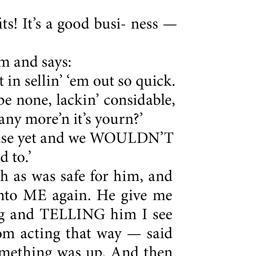 its! It’s a good busi- ness —
m and says:
t in sellin’ ‘em out so quick.
be none, lackin’ considable,
any more’n it’s yourn?’
se yet and we WOULDN’T
d to.’
h as was safe for him, and
nto ME again. He give me
g and TELLING him I see
om acting that way — said
mething was up. And then